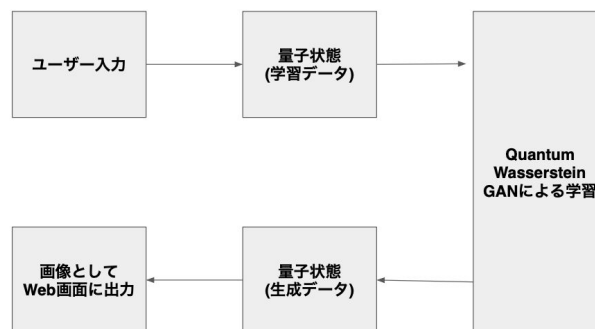 ユーザー入力
量子状態
(学習データ)
Quantum
Wasserstein
GANによる学習
画像として
Web画面に出力
量子状態
(生成データ)